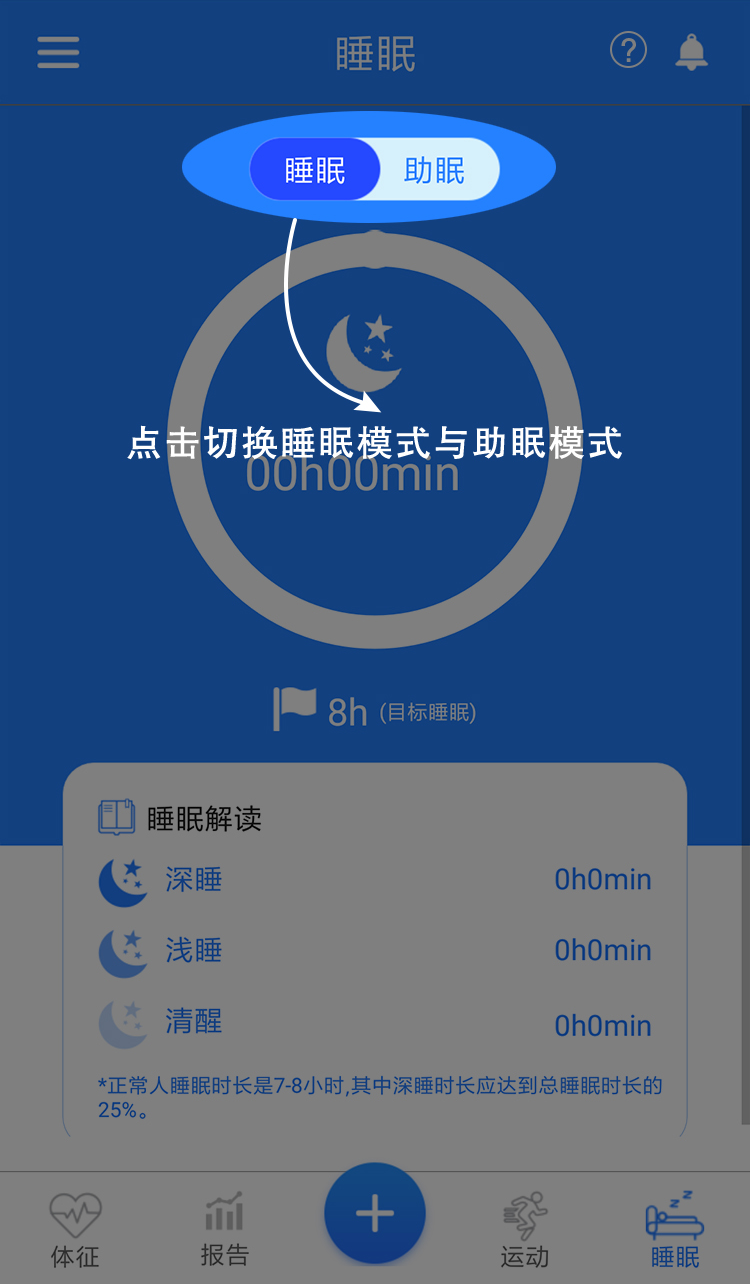 睡眠
?
睡眠 助眠
点击切换睡眠模式与助眠模式
00h00min
8h (目标睡眠)
睡眠解读
深睡 0h0min
浅睡 0h0min
清醒 0h0min
*正常人睡眠时长是7-8小时,其中深睡时长应达到总睡眠时长的
25%。
体征 报告 运动 睡眠